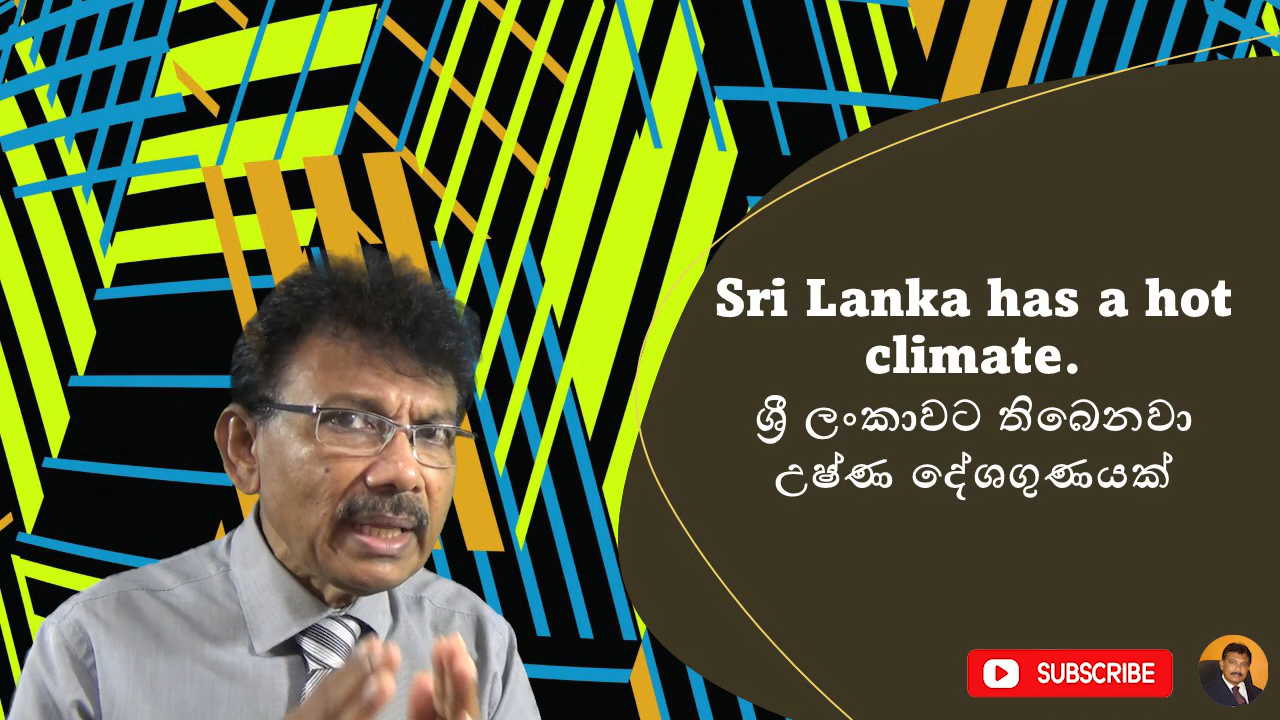 Sri Lanka has a hot
climate.
ශ්‍රී ලංකාවට තිබෙනවා
උෂ්ණ දේශගුණයක්
SUBSCRIBE